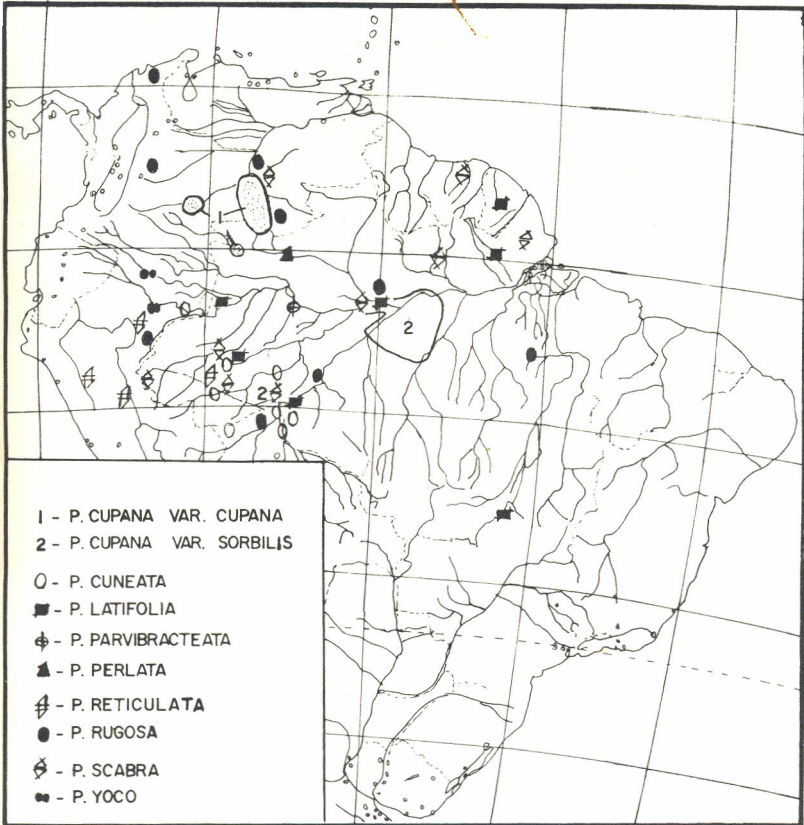 1
2
2
1 - P. CUPANA VAR. CUPANA
2 - P. CUPANA VAR. SORBILIS
P. CUNEATA
- P. LATIFOLIA
- P. PARVIBRACTEATA
- P. PERLATA
- P. RETICULATA
- P. RUGOSA
- P. SCABRA
- P. YOCO